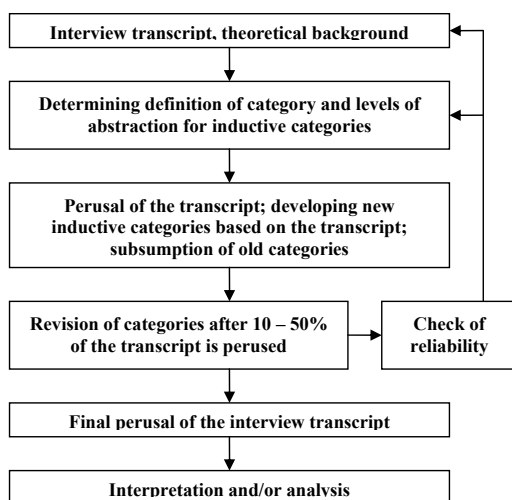 Interview transcript, theoretical background
Determining definition of category and levels of
abstraction for inductive categories
Perusal of the transcript; developing new
inductive categories based on the transcript;
subsumption of old categories
Revision of categories after 10 – 50%
of the transcript is perused
Check of
reliability
Final perusal of the interview transcript
Interpretation and/or analysis